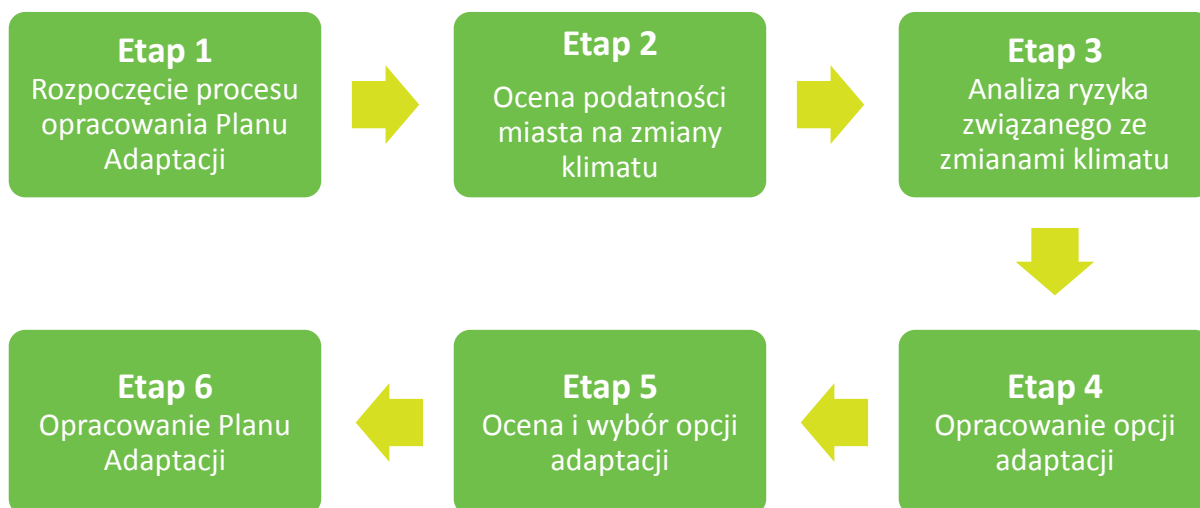 Etap 1
Rozpoczęcie procesu
opracowania Planu
Adaptacji
Etap 2
Ocena podatności
miasta na zmiany
klimatu
Etap 3
Analiza ryzyka
związanego ze
zmianami klimatu
Etap 4
Opracowanie opcji
adaptacji
Etap 5
Ocena i wybór opcji
adaptacji
Etap 6
Opracowanie Planu
Adaptacji